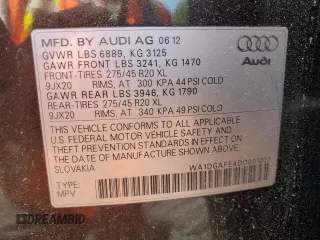 MFD. BY AUDI AG 06 12
GVWR LBS 6889, KG 3125
GAWR FRONT LBS 3241, KG 1470
FRONT-TIRES 275/45 R20 XL
9JX20 RIMS, AT 300 KPA 44 PSI COLD
GAWR REAR LBS 3946, KG 1790
REAR-TIRES 275/45 R20 XL
9JX20 RIMS, AT 340 KPA 49 PSI COLD
Audi
THIS VEHICLE CONFORMS TO ALL APPLICABLE
U.S. FEDERAL MOTOR VEHICLE SAFETY
STANDARDS IN EFFECT ON THE DATE OF
MANUFACTURE SHOWN ABOVE.
SLOVAKIA
TYPE:
MPV
DREAMBID